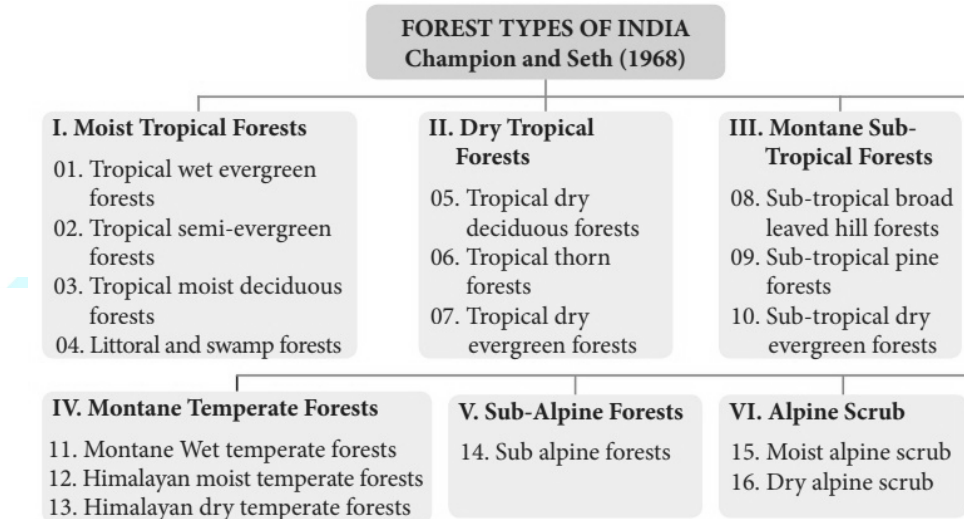 FOREST TYPES OF INDIA
Champion and Seth (1968)
I. Moist Tropical Forests
01. Tropical wet evergreen
forests
02. Tropical semi-evergreen
forests
03. Tropical moist deciduous
forests
04. Littoral and swamp forests
II. Dry Tropical
Forests
05. Tropical dry
deciduous forests
06. Tropical thorn
forests
07. Tropical dry
evergreen forests
III. Montane Sub-
Tropical Forests
08. Sub-tropical broad
leaved hill forests
09. Sub-tropical pine
forests
10. Sub-tropical dry
evergreen forests
IV. Montane Temperate Forests
11. Montane Wet temperate forests
12. Himalayan moist temperate forests
13. Himalayan dry temperate forests
V. Sub-Alpine Forests
14. Sub alpine forests
VI. Alpine Scrub
15. Moist alpine scrub
16. Dry alpine scrub